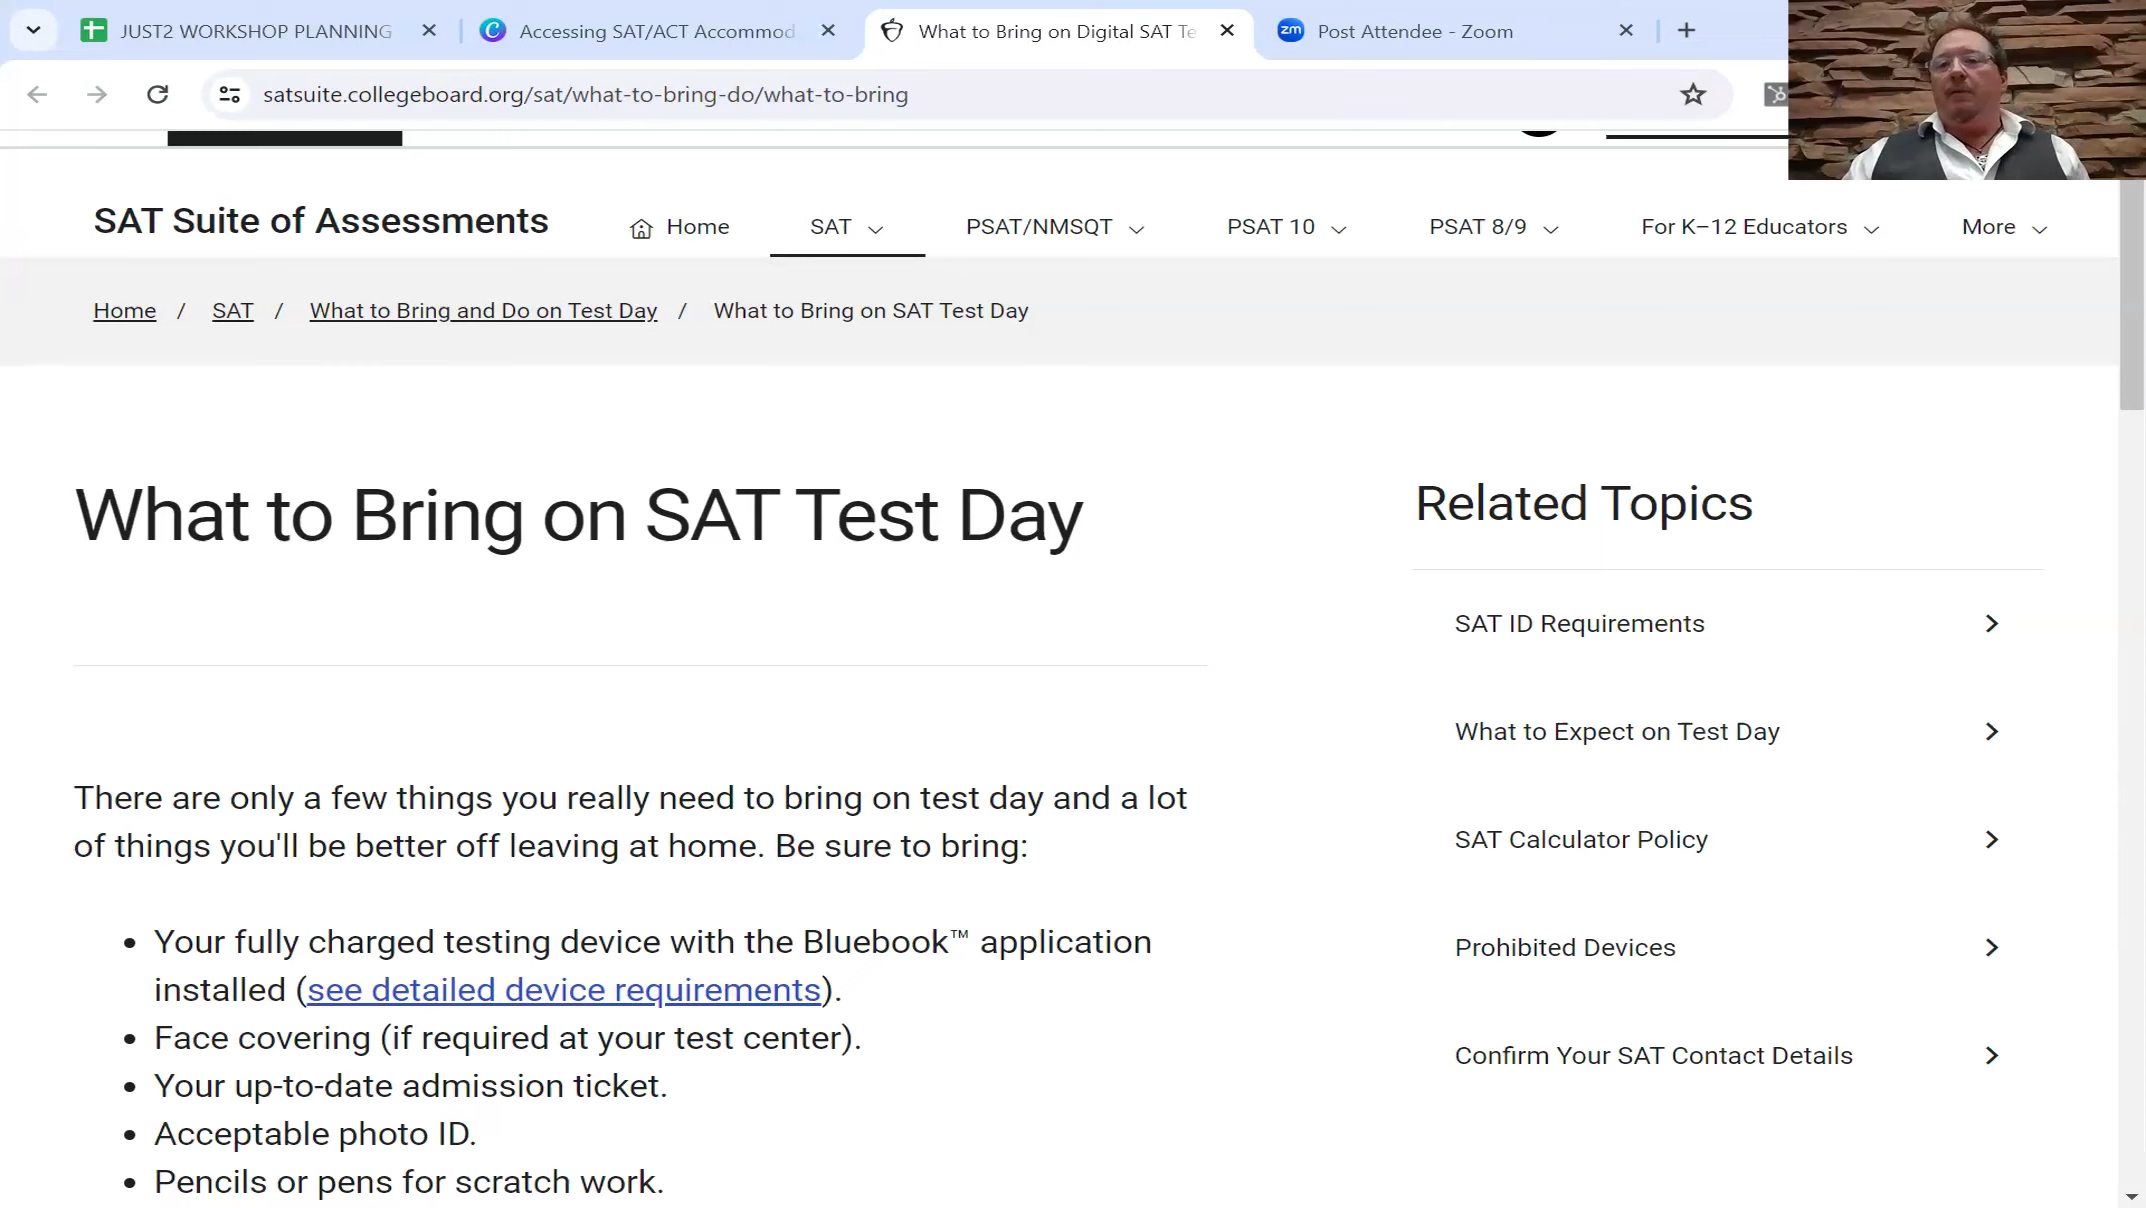 JUST2 WORKSHOP PLANNING
Accessing SAT/ACT Accommod
What to Bring on Digital SAT Te
zm
Post Attendee - Zoom
satsuite.collegeboard.org/sat/what-to-bring-do/what-to-bring
SAT Suite of Assessments
Home
SAT
PSAT/NMSQT
PSAT 10
PSAT 8/9
For K–12 Educators
More
Home / SAT / What to Bring and Do on Test Day / What to Bring on SAT Test Day
What to Bring on SAT Test Day
There are only a few things you really need to bring on test day and a lot
of things you'll be better off leaving at home. Be sure to bring:
• Your fully charged testing device with the Bluebook™ application
installed (see detailed device requirements).
• Face covering (if required at your test center).
• Your up-to-date admission ticket.
• Acceptable photo ID.
• Pencils or pens for scratch work.
Related Topics
SAT ID Requirements
What to Expect on Test Day
SAT Calculator Policy
Prohibited Devices
Confirm Your SAT Contact Details